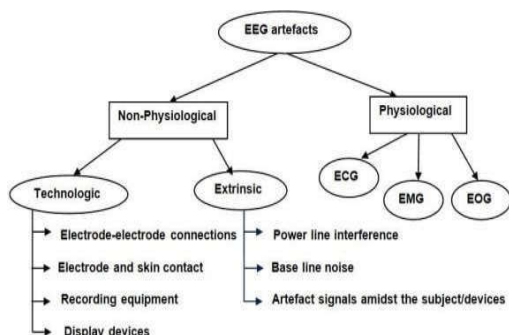 EEG artefacts
Non-Physiological
Physiological
ECG
EMG
EOG
Technologic
Extrinsic
Electrode-electrode connections
Electrode and skin contact
Recording equipment
Display devices
Power line interference
Base line noise
Artefact signals amidst the subject/devices